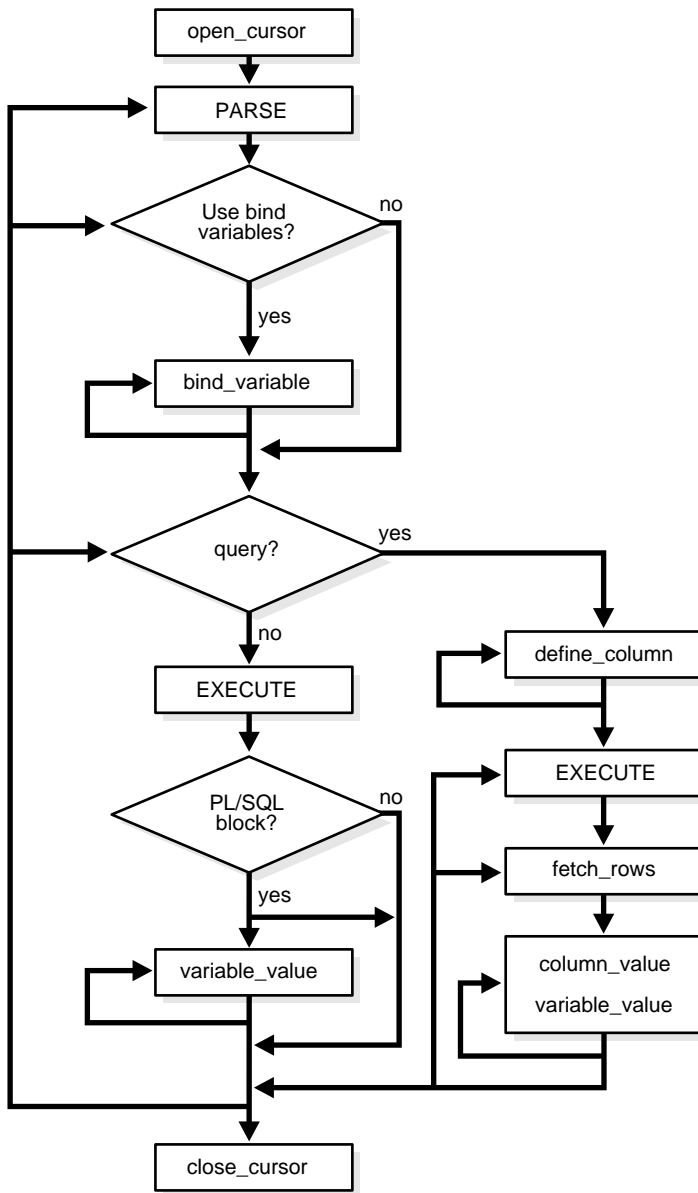 open_cursor
PARSE
Use bind
variables?
no
yes
bind_variable
query?
yes
no
define_column
EXECUTE
EXECUTE
PL/SQL
block?
no
yes
fetch_rows
variable_value
column_value
variable_value
close_cursor